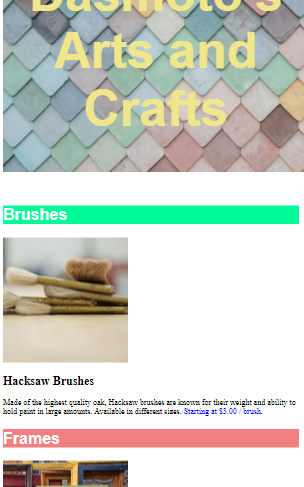 Dasmoto's
Arts and
Crafts
Brushes
Hacksaw Brushes
Made of the highest quality oak, Hacksaw brushes are known for their weight and ability to
hold paint in large amounts. Available in different sizes. Starting at $3.00 / brush.
Frames